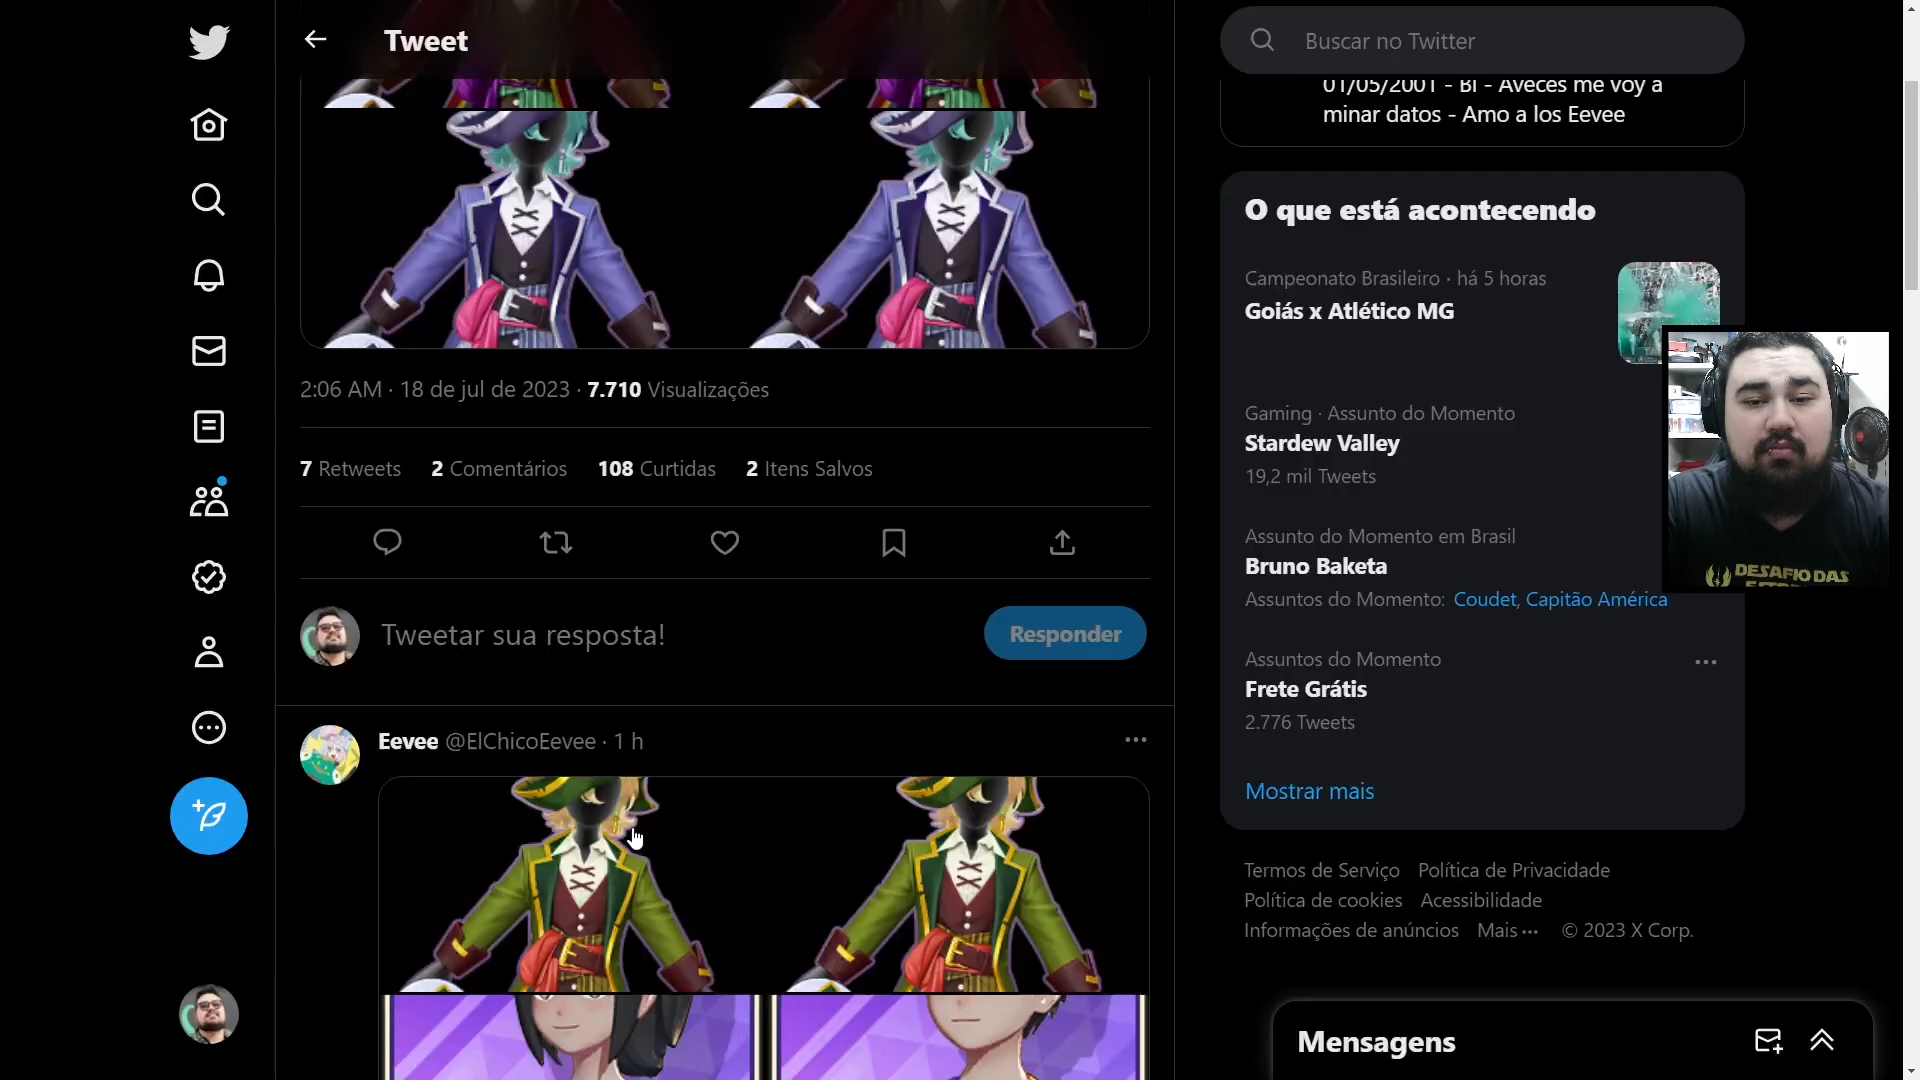 Tweet
Buscar no Twitter
01/05/2001 - BI - Aveces me voy a
minar datos - Amo a los Eevee
O que está acontecendo
Campeonato Brasileiro · há 5 horas
Goiás x Atlético MG
2:06 AM · 18 de jul de 2023 · 7.710 Visualizações
Gaming · Assunto do Momento
Stardew Valley
19,2 mil Tweets
7 Retweets 2 Comentários 108 Curtidas 2 Itens Salvos
Assunto do Momento em Brasil
Bruno Baketa
Assuntos do Momento: Coudet, Capitão América
DESAFIO DAS
Tweetar sua resposta!
Responder
Assuntos do Momento
Frete Grátis
2.776 Tweets
Eevee @ElChicoEevee · 1 h
Mostrar mais
Termos de Serviço Política de Privacidade
Política de cookies Acessibilidade
Informações de anúncios Mais ··· © 2023 X Corp.
Mensagens